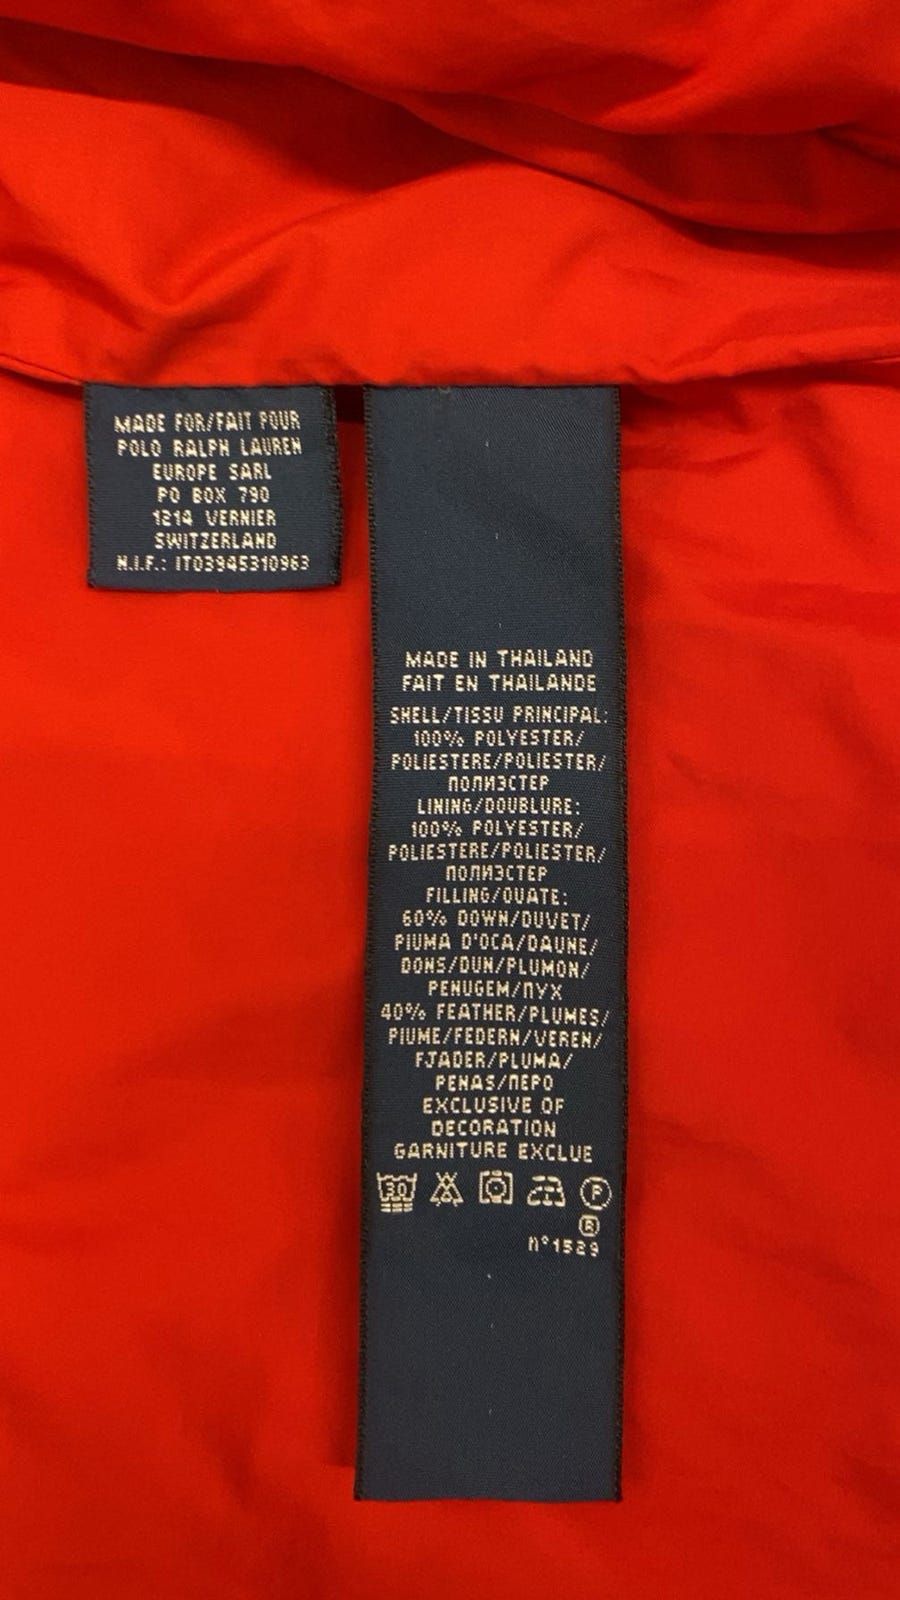 MADE FOR/FAIT POUR
POLO RALPH LAUREN
EUROPE SARL
PO BOX 790
1214 VERNIER
SWITZERLAND
N.I.F.: IT03945310963
MADE IN THAILAND
FAIT EN THAILANDE
SHELL/TISSU PRINCIPAL:
100% POLYESTER/
POLIESTERE/POLIESTER/
ПОЛИЭСТЕР
LINING/DOUBLURE:
100% POLYESTER/
POLIESTERE/POLIESTER/
ПОЛИЭСТЕР
FILLING/OUATE:
60% DOWN/DUVET/
PIUMA D'OCA/DAUNE/
DONS/DUN/PLUMON/
PENUGEM/ПУХ
40% FEATHER/PLUMES/
PIUME/FEDERN/VEREN/
FJADER/PLUMA/
PENAS/ПЕРО
EXCLUSIVE OF
DECORATION
GARNITURE EXCLUE
30 P
®
n°1529